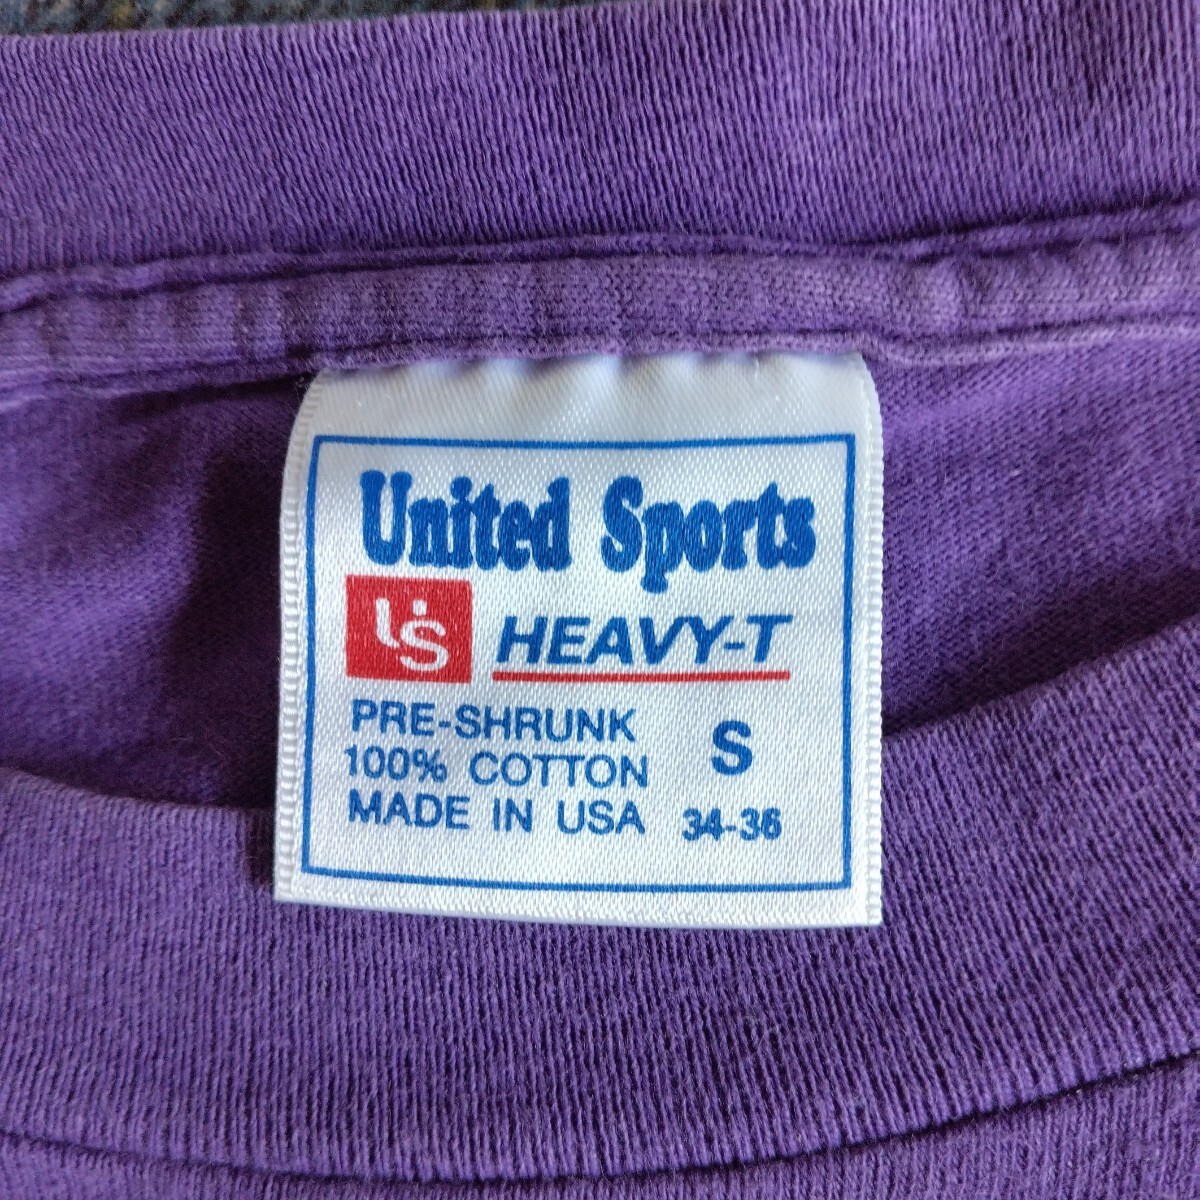 United Sports
US HEAVY-T
PRE-SHRUNK
100% COTTON S
MADE IN USA 34-36